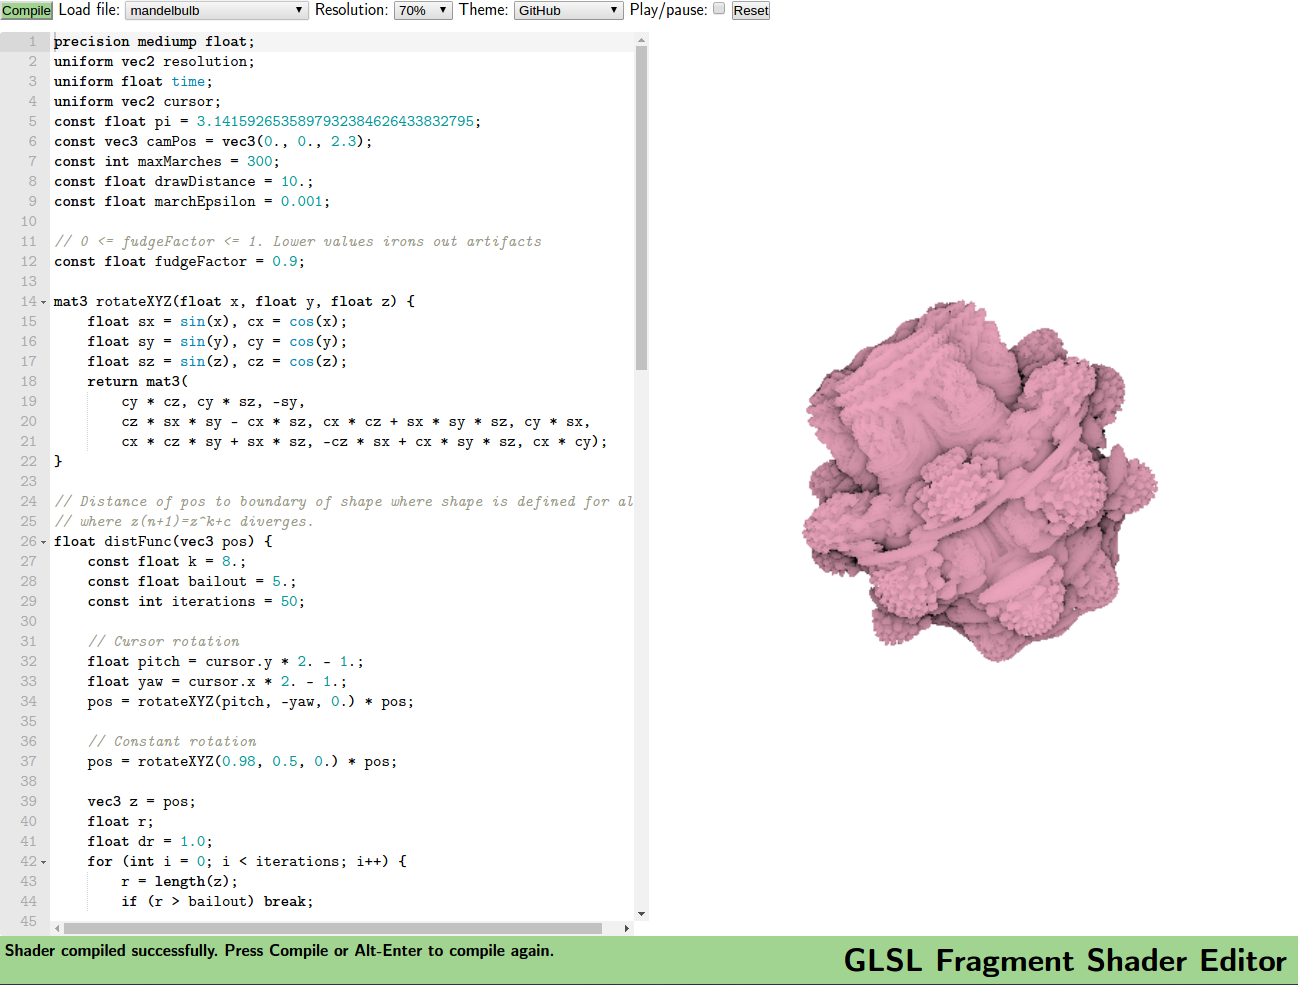 Compile Load file: mandelbulb Resolution: 70% Theme: GitHub Play/pause: Reset
1 precision mediump float;
2 uniform vec2 resolution;
3 uniform float time;
4 uniform vec2 cursor;
5 const float pi = 3.1415926535897932384626433832795;
6 const vec3 camPos = vec3(0., 0., 2.3);
7 const int maxMarches = 300;
8 const float drawDistance = 10.;
9 const float marchEpsilon = 0.001;
10
11 // 0 <= fudgeFactor <= 1. Lower values irons out artifacts
12 const float fudgeFactor = 0.9;
13
14 mat3 rotateXYZ(float x, float y, float z) {
15 float sx = sin(x), cx = cos(x);
16 float sy = sin(y), cy = cos(y);
17 float sz = sin(z), cz = cos(z);
18 return mat3(
19 cy * cz, cy * sz, -sy,
20 cz * sx * sy - cx * sz, cx * cz + sx * sy * sz, cy * sx,
21 cx * cz * sy + sx * sz, -cz * sx + cx * sy * sz, cx * cy);
22 }
23
24 // Distance of pos to boundary of shape where shape is defined for al
25 // where z(n+1)=z^k+c diverges.
26 float distFunc(vec3 pos) {
27 const float k = 8.;
28 const float bailout = 5.;
29 const int iterations = 50;
30
31 // Cursor rotation
32 float pitch = cursor.y * 2. - 1.;
33 float yaw = cursor.x * 2. - 1.;
34 pos = rotateXYZ(pitch, -yaw, 0.) * pos;
35
36 // Constant rotation
37 pos = rotateXYZ(0.98, 0.5, 0.) * pos;
38
39 vec3 z = pos;
40 float r;
41 float dr = 1.0;
42 for (int i = 0; i < iterations; i++) {
43 r = length(z);
44 if (r > bailout) break;
45
Shader compiled successfully. Press Compile or Alt-Enter to compile again.
GLSL Fragment Shader Editor